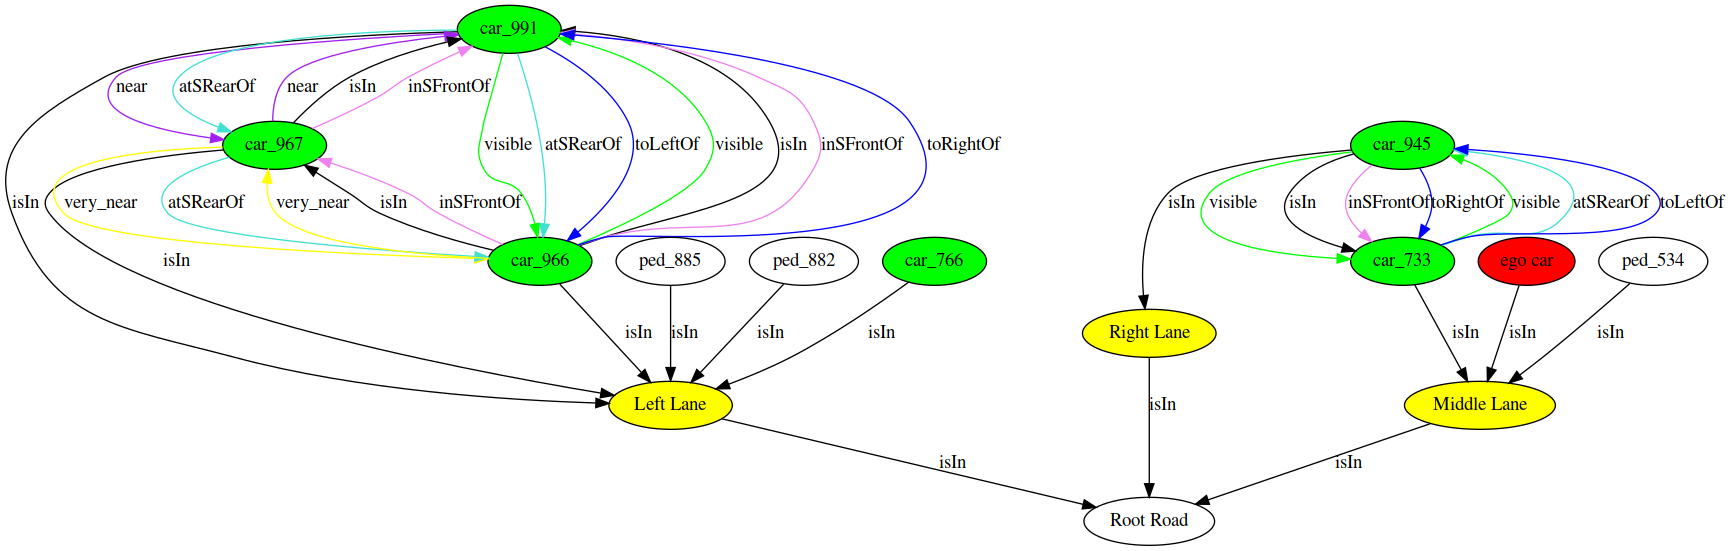 car_991
near
atSRearOf
near
isIn
inSFrontOf
car_967
visible
atSRearOf
toLeftOf
visible
isIn
inSFrontOf
toRightOf
car_945
isIn
very_near
atSRearOf
very_near
isIn
inSFrontOf
isIn
visible
isIn
inSFrontOf
toRightOf
visible
atSRearOf
toLeftOf
isIn
car_966
ped_885
ped_882
car_766
car_733
ego car
ped_534
isIn
isIn
isIn
isIn
Right Lane
isIn
isIn
isIn
Left Lane
isIn
Middle Lane
isIn
isIn
Root Road